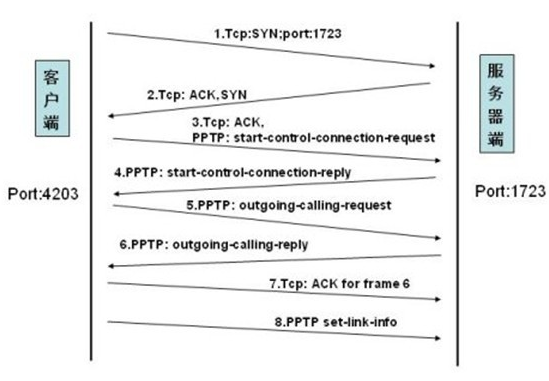 1.Tcp:SYN;port:1723
客户端
服务器端
2.Tcp: ACK,SYN
3.Tcp: ACK,
PPTP: start-control-connection-request
4.PPTP: start-control-connection-reply
Port:4203
Port:1723
5.PPTP: outgoing-calling-request
6.PPTP: outgoing-calling-reply
7.Tcp: ACK for frame 6
8.PPTP set-link-info